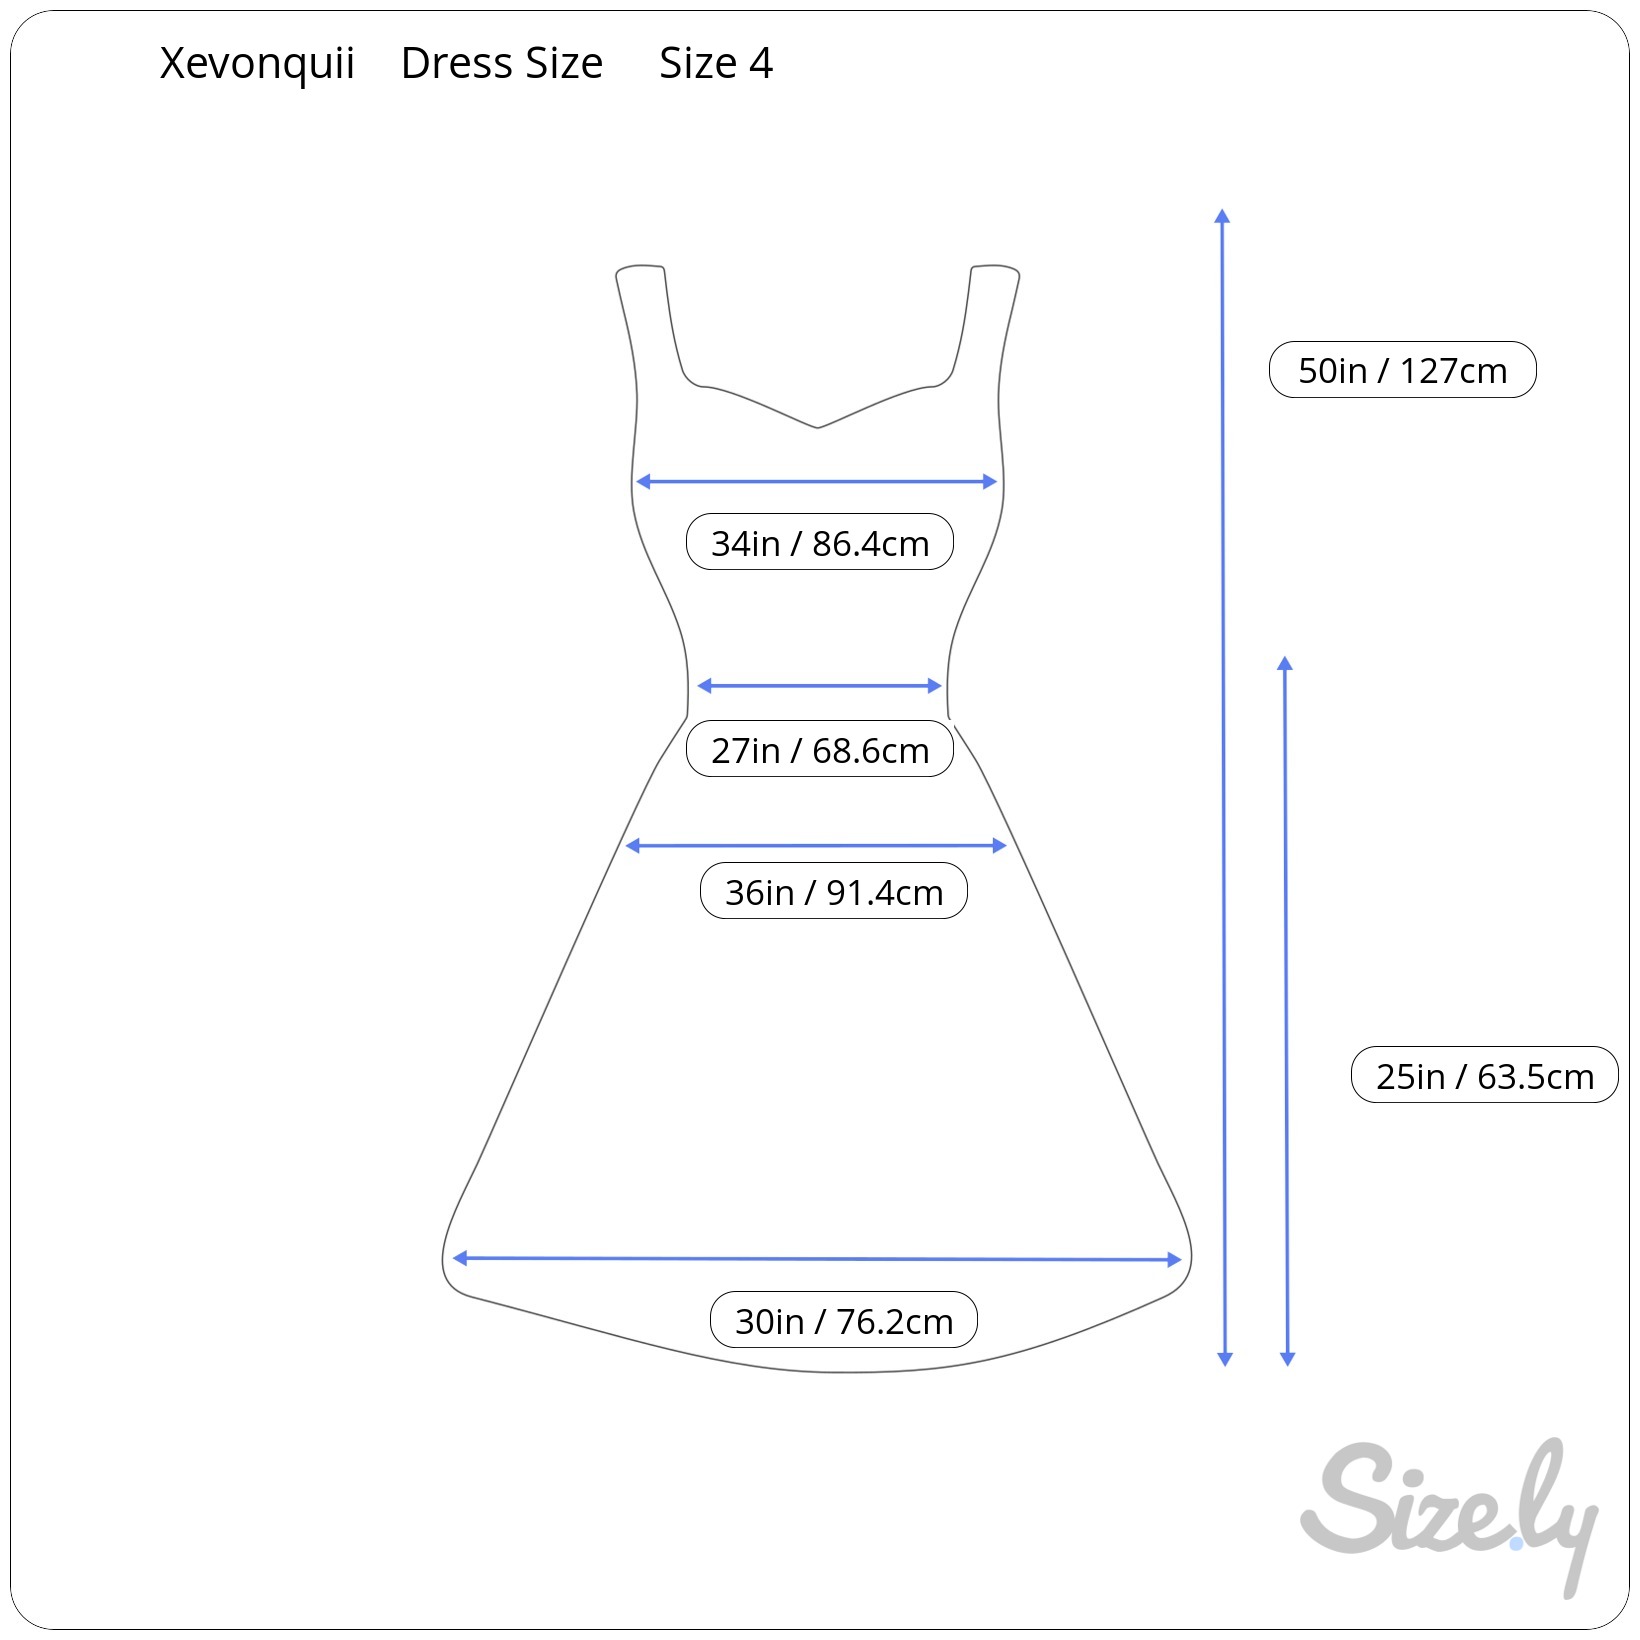 Xevonquii Dress Size Size 4
50in / 127cm
34in / 86.4cm
27in / 68.6cm
36in / 91.4cm
25in / 63.5cm
30in / 76.2cm
Size.ly